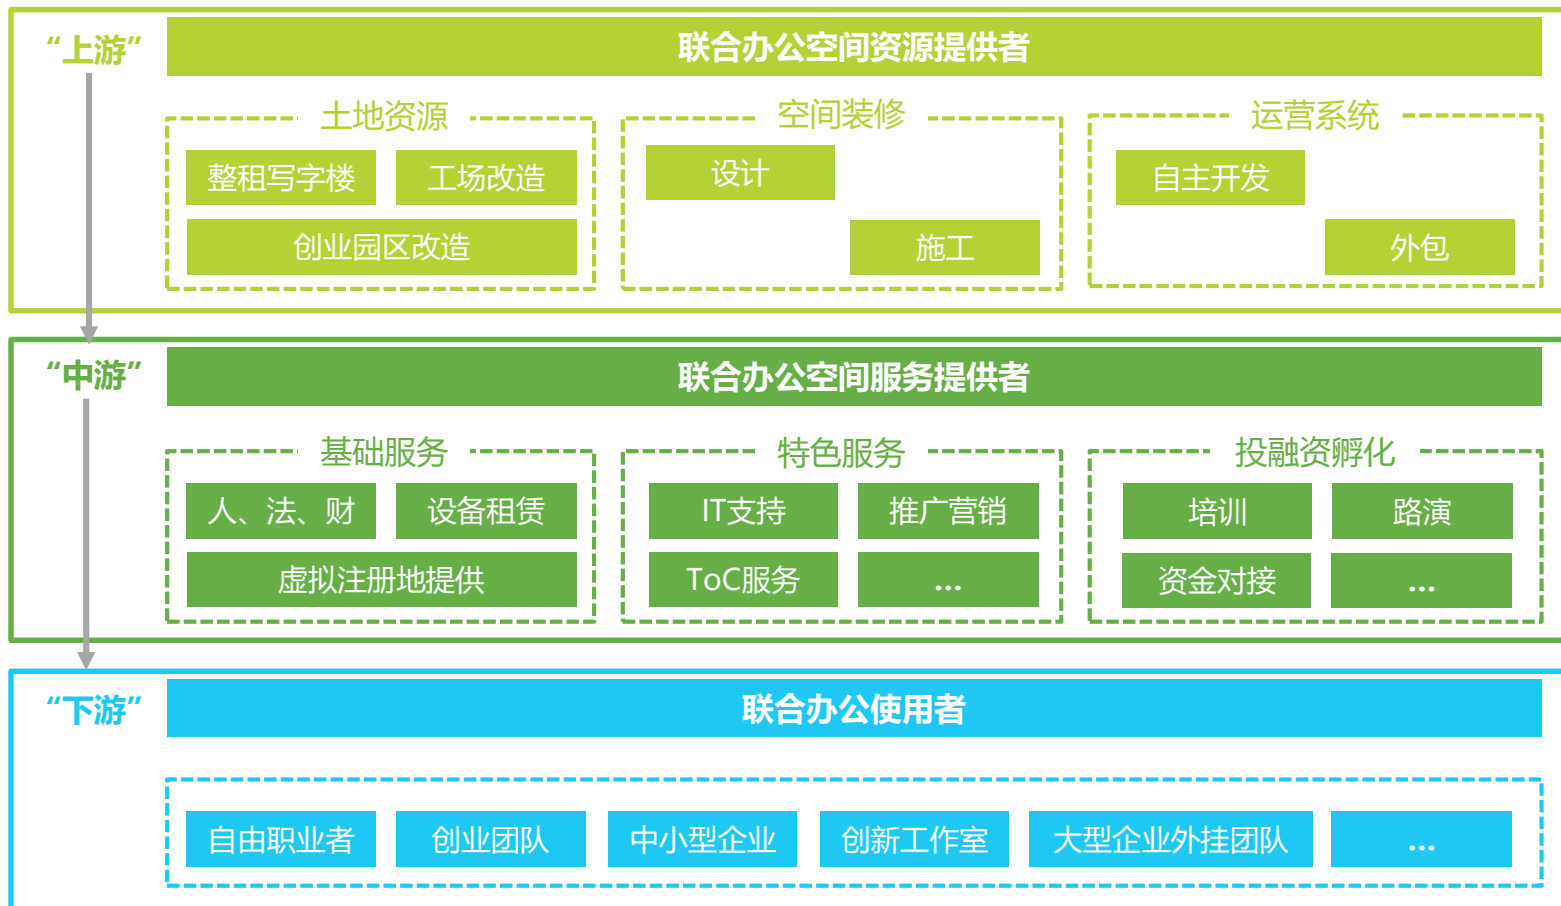 “上游”
联合办公空间资源提供者
土地资源
空间装修
运营系统
整租写字楼
工场改造
设计
自主开发
创业园区改造
施工
外包
“中游”
联合办公空间服务提供者
基础服务
特色服务
投融资孵化
人、法、财
设备租赁
IT支持
推广营销
培训
路演
虚拟注册地提供
ToC服务
...
资金对接
...
“下游”
联合办公使用者
自由职业者
创业团队
中小型企业
创新工作室
大型企业外挂团队
...